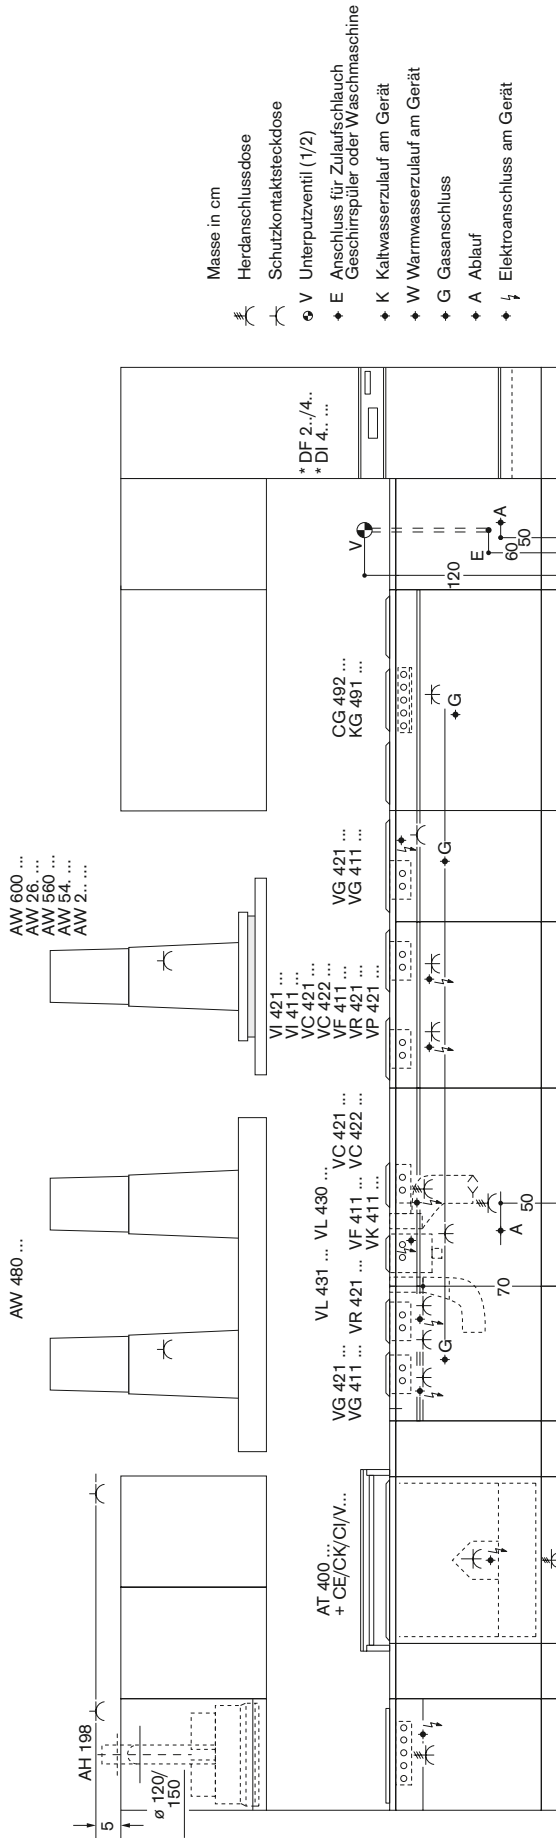 AH 198
5
ø 120/
150
AW 480 ...
AW 600 ...
AW 26. ...
AW 560 ...
AW 54. ...
AW 2.. ...
AT 400 ...
+ CE/CK/CI/V...
VG 421 ...
VG 411 ...
VL 431 ...
VR 421 ...
VL 430 ...
VF 411 ...
VK 411 ...
VC 421 ...
VC 422 ...
VI 421 ...
VI 411 ...
VC 421 ...
VC 422 ...
VF 411 ...
VR 421 ...
VP 421 ...
VG 421 ...
VG 411 ...
CG 492 ...
KG 491 ...
* DF 2../4..
* DI 4.. ...
G
70
A
50
G
G
V
120
E
60
A
50
Masse in cm
Herdanschlussdose
Schutzkontaktsteckdose
V Unterputzventil (1/2)
E Anschluss für Zulaufschlauch
Geschirrspüler oder Waschmaschine
K Kaltwasserzulauf am Gerät
W Warmwasserzulauf am Gerät
G Gasanschluss
A Ablauf
Elektroanschluss am Gerät